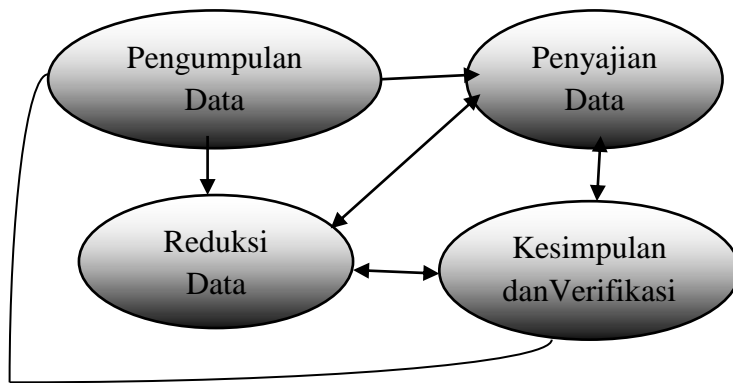 Pengumpulan
Data
Penyajian
Data
Reduksi
Data
Kesimpulan
danVerifikasi